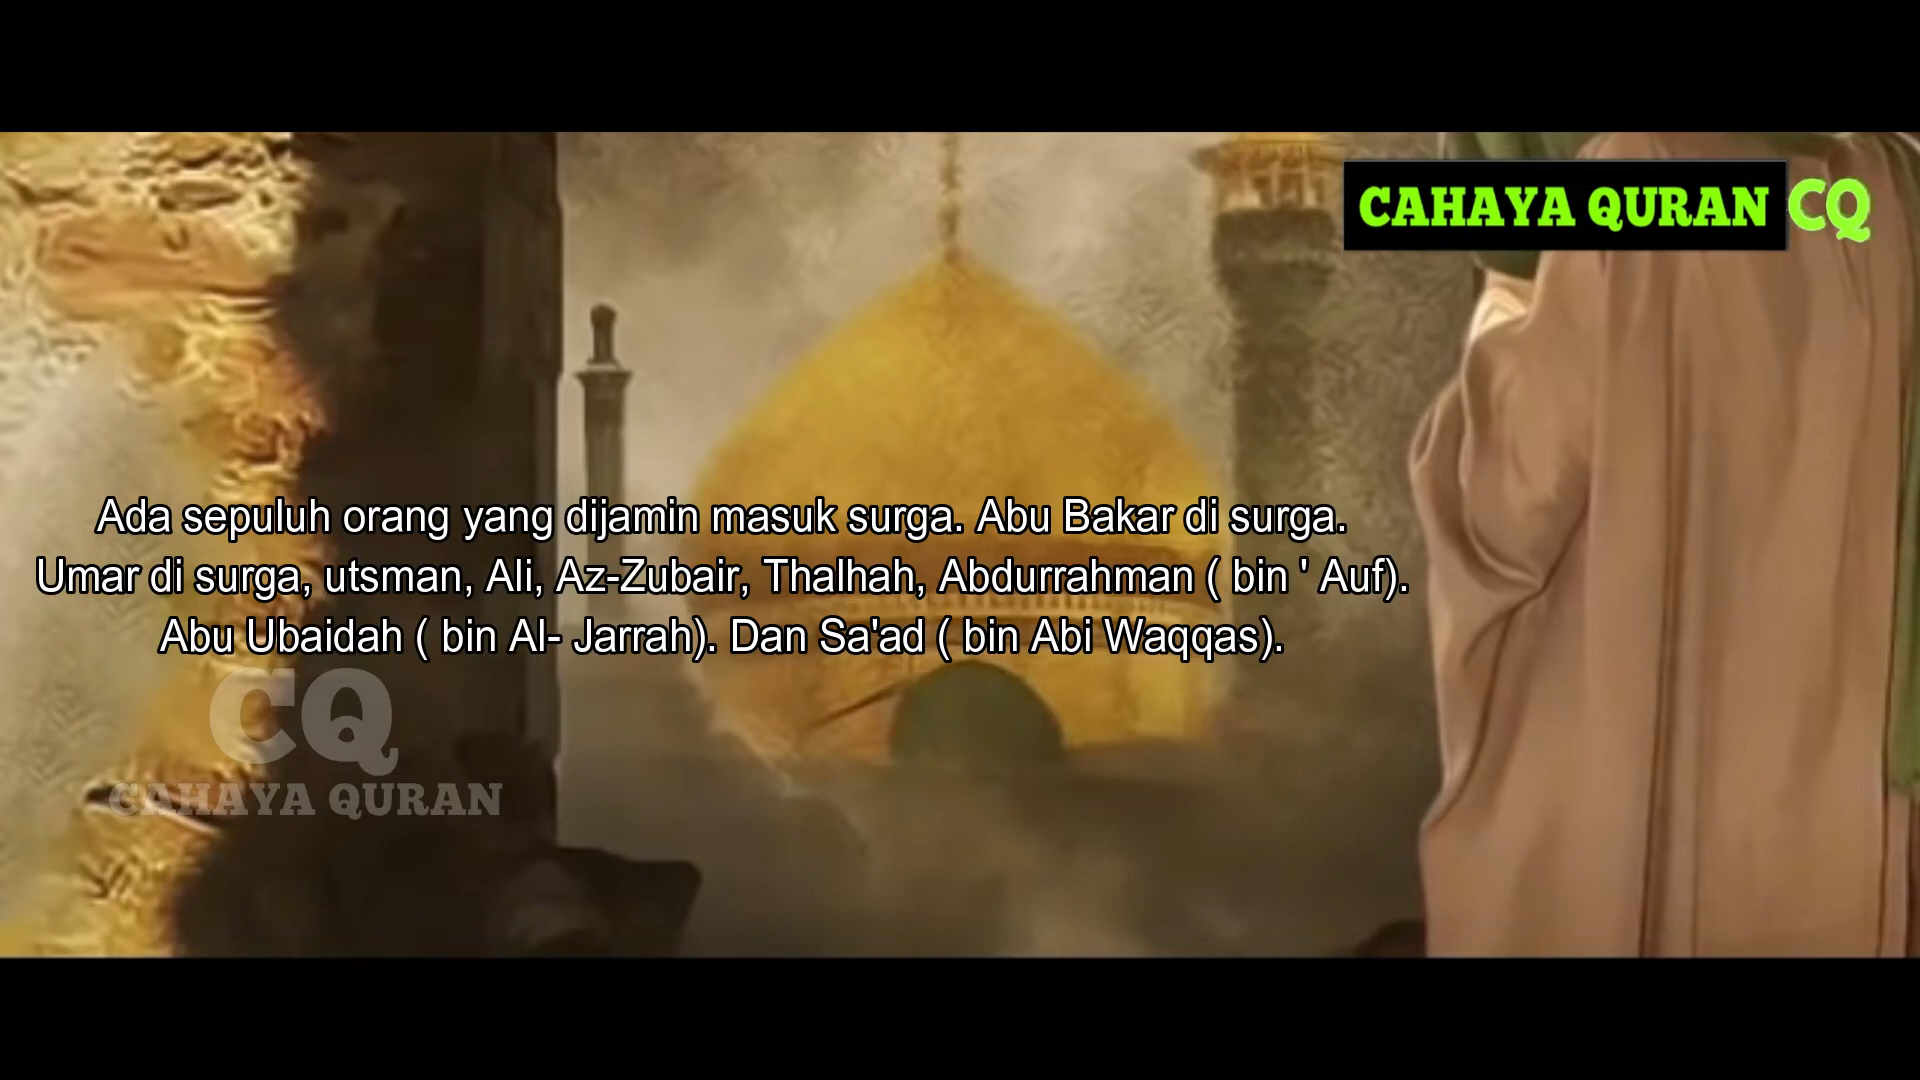 CAHAYA QURAN CQ
Ada sepuluh orang yang dijamin masuk surga. Abu Bakar di surga.
Umar di surga, utsman, Ali, Az-Zubair, Thalhah, Abdurrahman ( bin ' Auf).
Abu Ubaidah ( bin Al- Jarrah). Dan Sa'ad ( bin Abi Waqqas).
CQ
CAHAYA QURAN